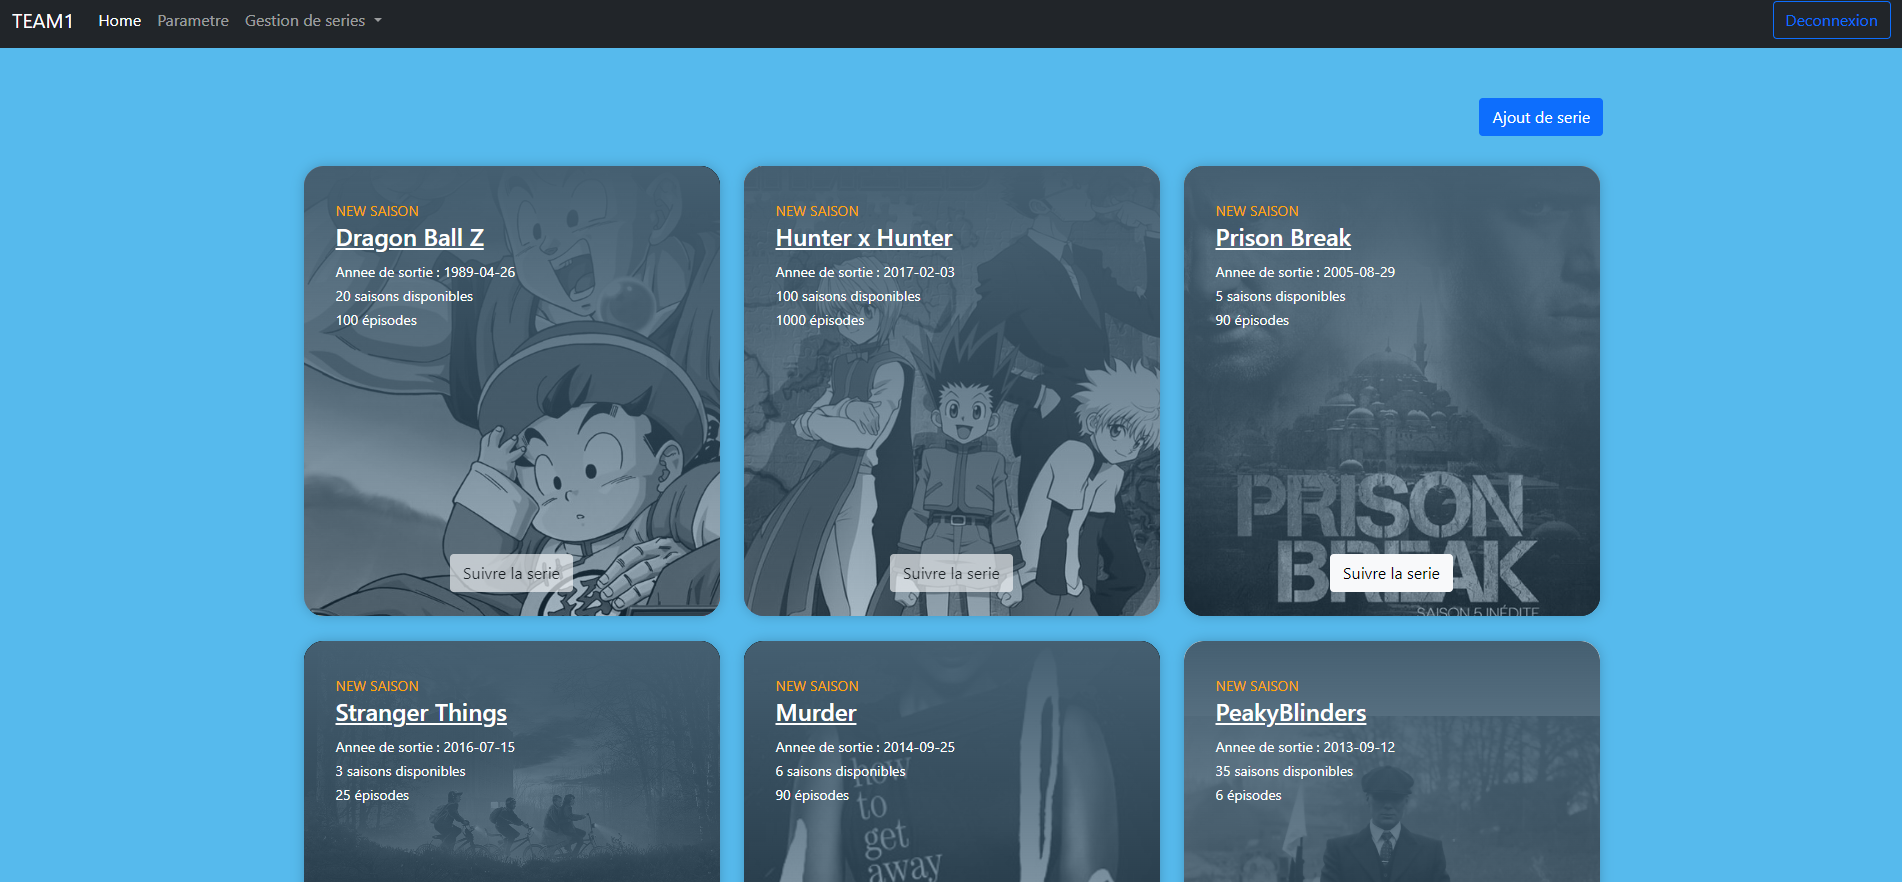 TEAM1 Home Parametre Gestion de series Deconnexion
Ajout de serie
NEW SAISON
Dragon Ball Z
Annee de sortie : 1989-04-26
20 saisons disponibles
100 épisodes
Suivre la serie
NEW SAISON
Hunter x Hunter
Annee de sortie : 2017-02-03
100 saisons disponibles
1000 épisodes
Suivre la serie
NEW SAISON
Prison Break
Annee de sortie : 2005-08-29
5 saisons disponibles
90 épisodes
PRISON
BREAK
Suivre la serie
SAISON 5 INÉDITE
NEW SAISON
Stranger Things
Annee de sortie : 2016-07-15
3 saisons disponibles
25 épisodes
NEW SAISON
Murder
Annee de sortie : 2014-09-25
6 saisons disponibles
90 épisodes
how
to
get
away
NEW SAISON
PeakyBlinders
Annee de sortie : 2013-09-12
35 saisons disponibles
6 épisodes